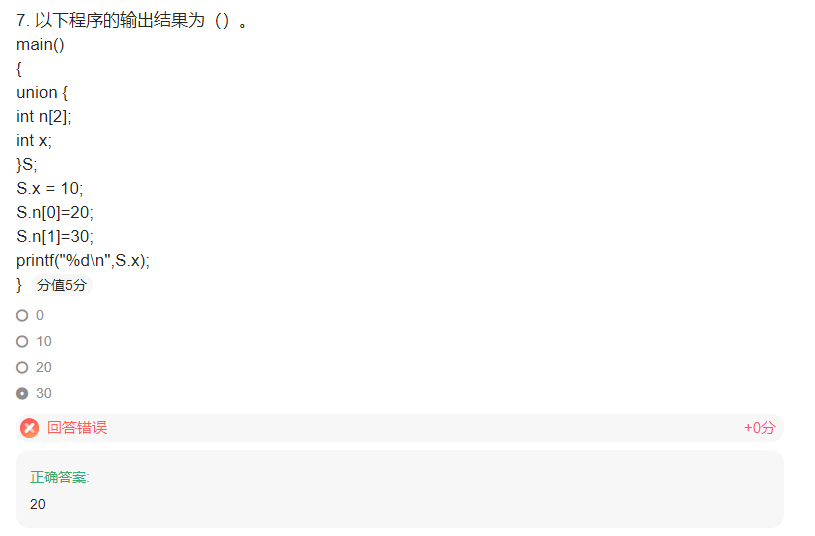 7. 以下程序的输出结果为（）。
main()
{
union {
int n[2];
int x;
}S;
S.x = 10;
S.n[0]=20;
S.n[1]=30;
printf("%d\n",S.x);
} 分值5分
0
10
20
30
回答错误 +0分
正确答案:
20